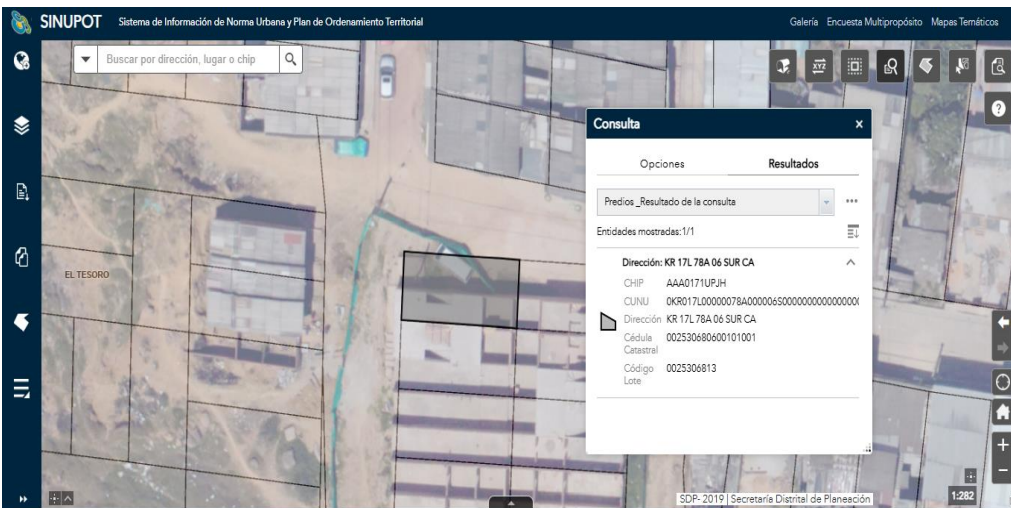 SINUPOT Sistema de Información de Norma Urbana y Plan de Ordenamiento Territorial
Galería Encuesta Multipropósito Mapas Temáticos
Buscar por dirección, lugar o chip
XYZ
?
Consulta x
Opciones Resultados
Predios _Resultado de la consulta
Entidades mostradas:1/1
Dirección: KR 17L 78A 06 SUR CA
CHIP AAA0171UPJH
Dirección KR 17L 78A 06 SUR CA
Cédula Catastral 002530680600101001
Código Lote 0025306813
EL TESORO
SDP- 2019 | Secretaría Distrital de Planeación
1:282